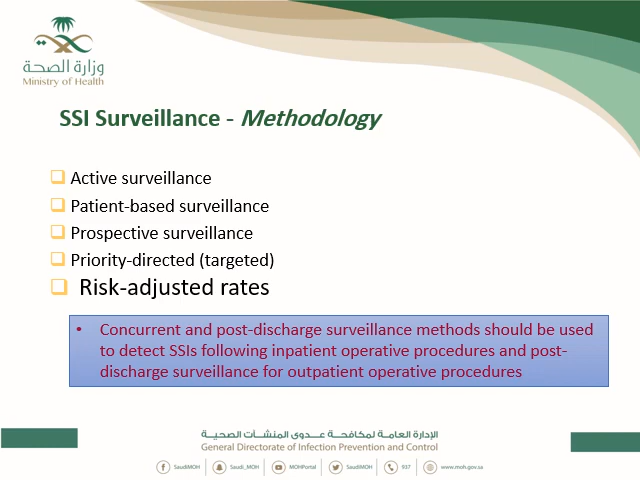 وزارة الصحة
Ministry of Health
SSI Surveillance - Methodology
Active surveillance
Patient-based surveillance
Prospective surveillance
Priority-directed (targeted)
Risk-adjusted rates
• Concurrent and post-discharge surveillance methods should be used
to detect SSIs following inpatient operative procedures and post-
discharge surveillance for outpatient operative procedures
الإدارة العامة لمكافحة عدوى المنشآت الصحية
General Directorate of Infection Prevention and Control
SaudiMOH | Saudi_MOH | MOHPortal | SaudiMOH | 937 | www.moh.gov.sa